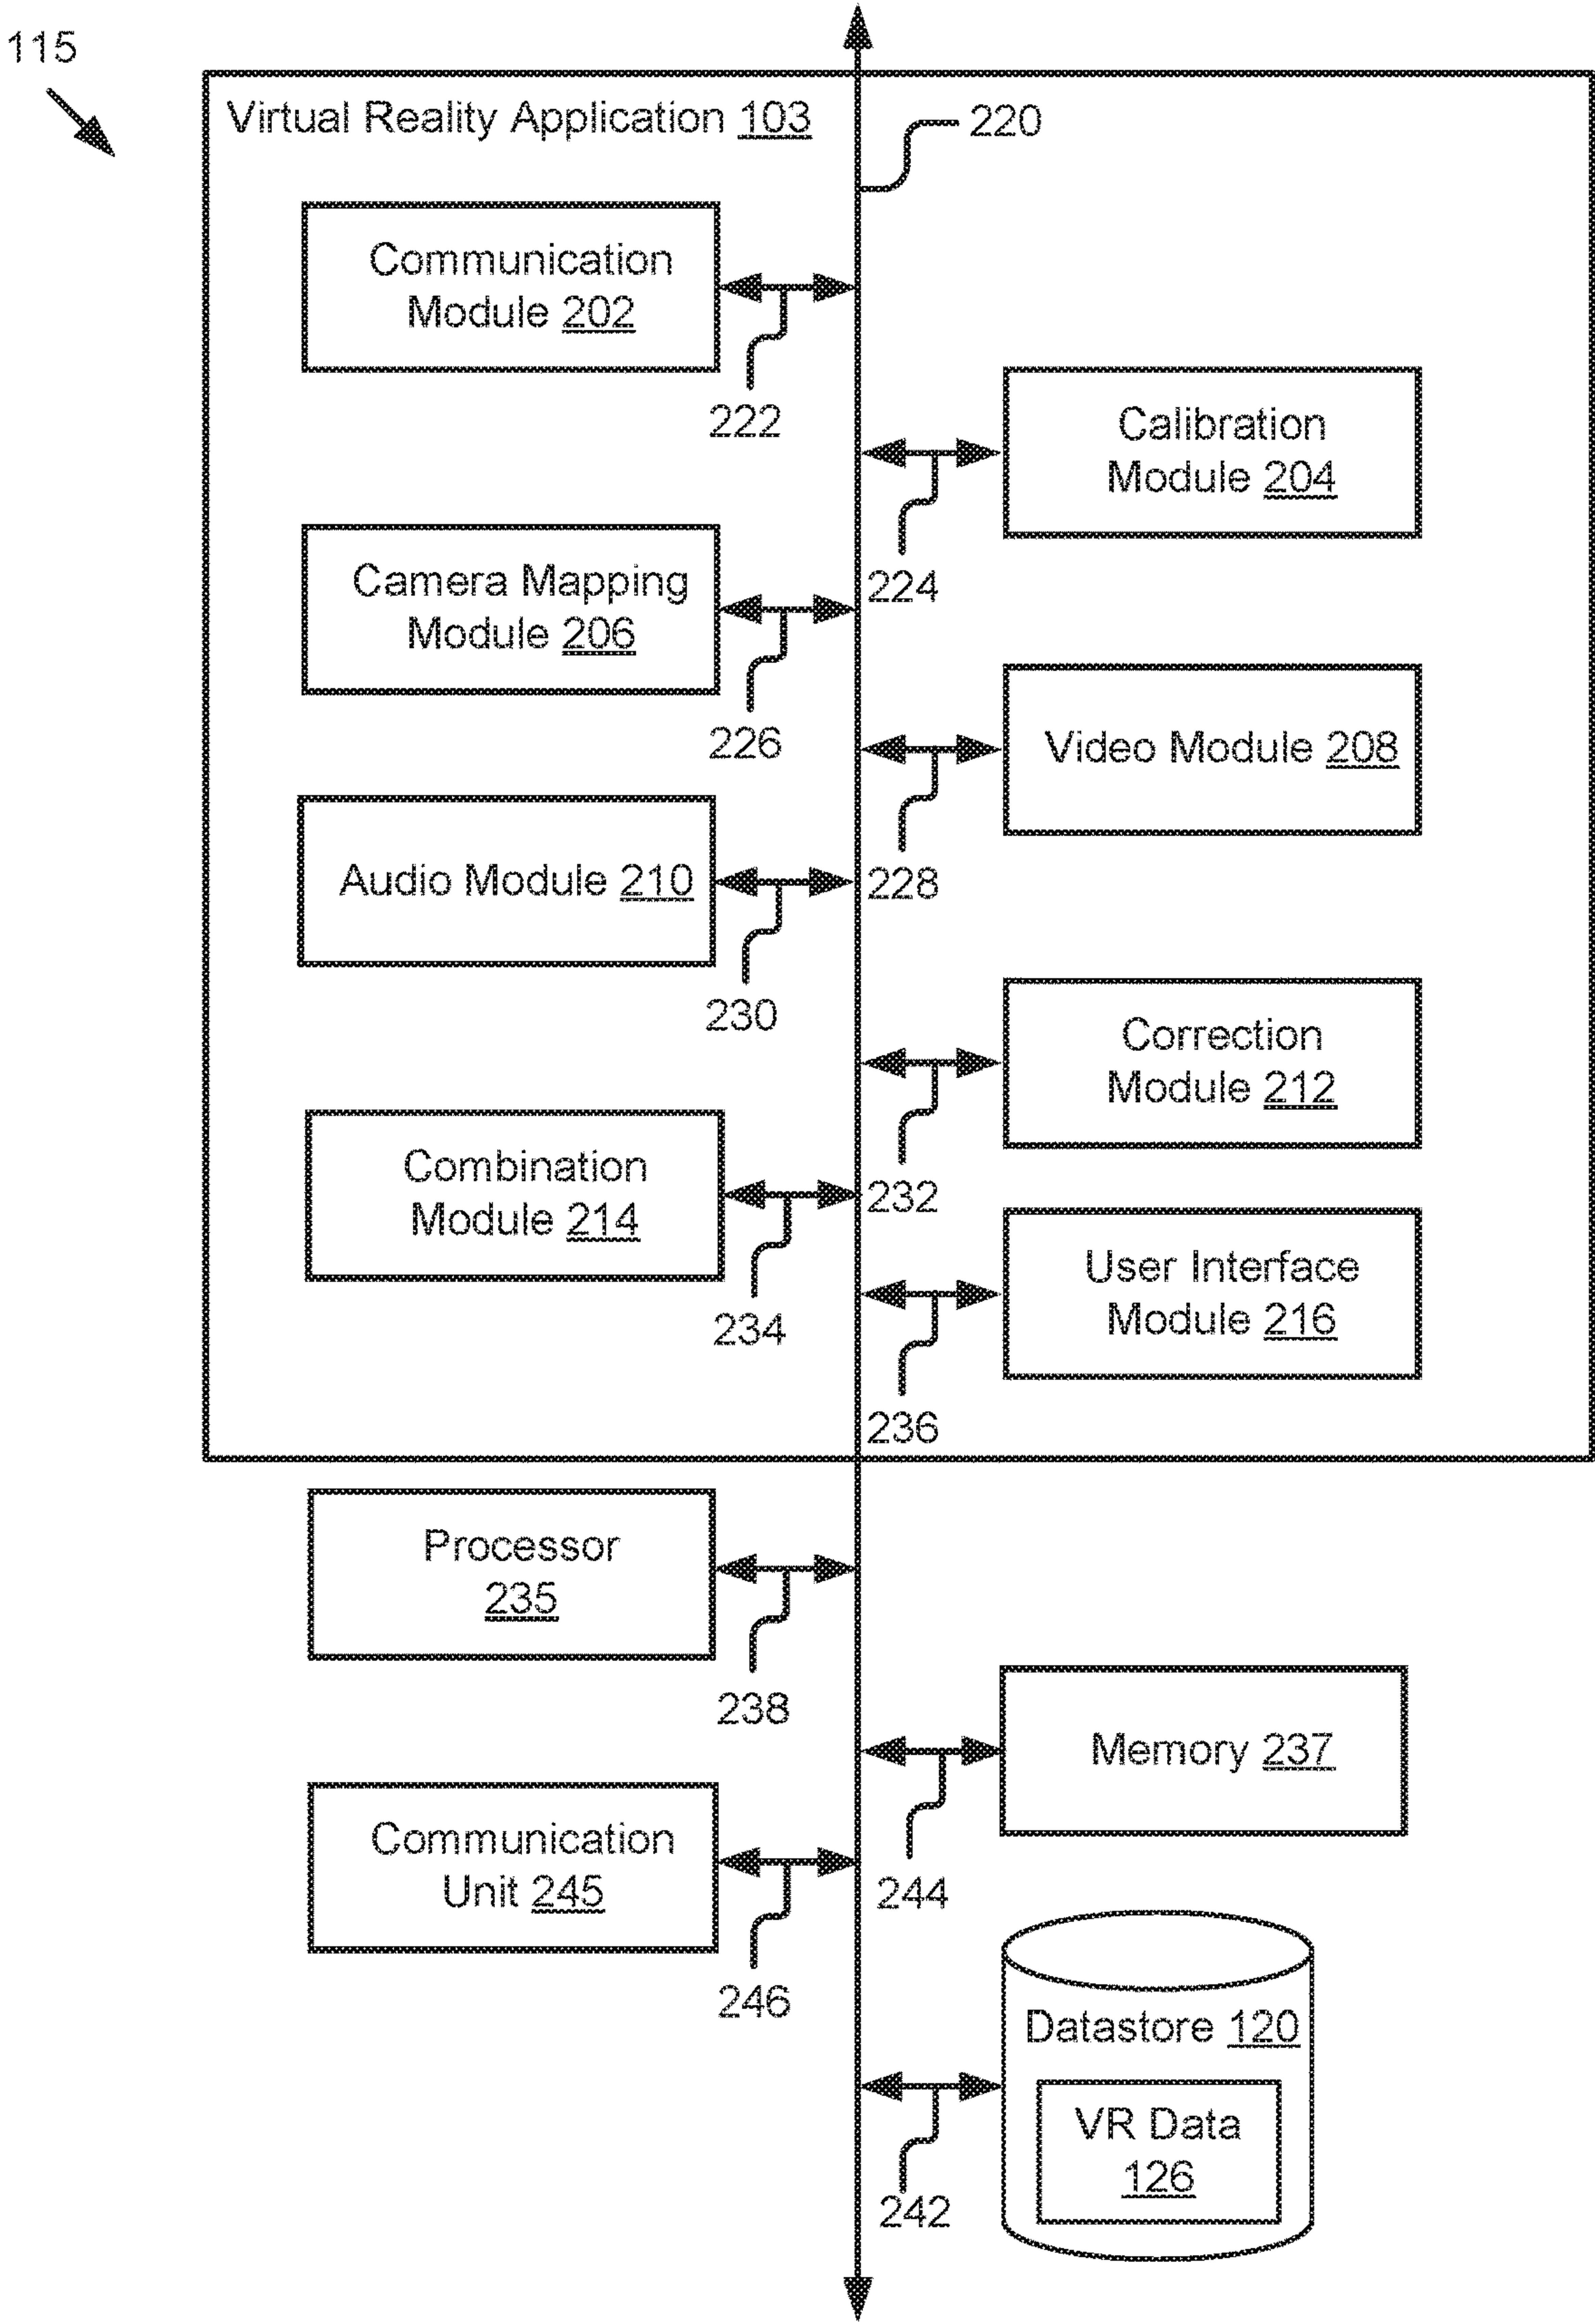 115
Virtual Reality Application 103
220
Communication
Module 202
222
Calibration
Module 204
224
Camera Mapping
Module 206
226
Video Module 208
228
Audio Module 210
230
Correction
Module 212
232
Combination
Module 214
234
User Interface
Module 216
236
Processor
235
238
Memory 237
244
Communication
Unit 245
246
Datastore 120
VR Data
126
242